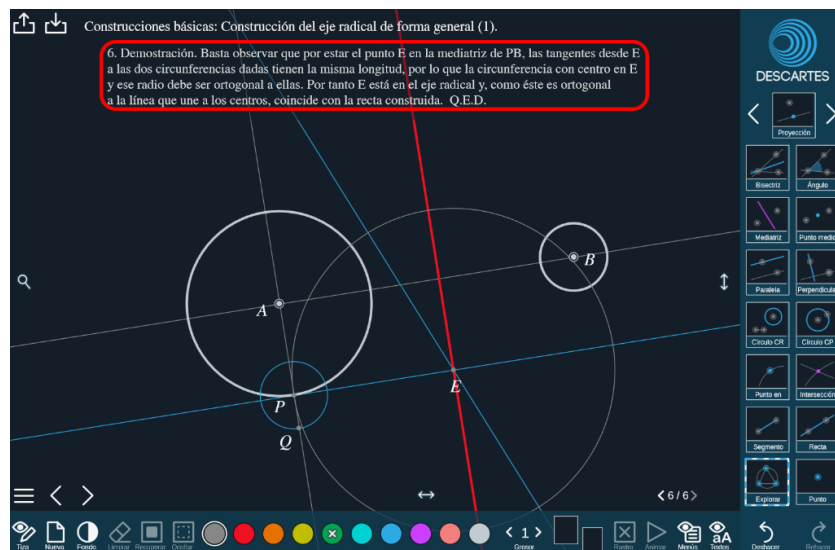 Construcciones básicas: Construcción del eje radical de forma general (1).
6. Demostración. Basta observar que por estar el punto E en la mediatriz de PB, las tangentes desde E
a las dos circunferencias dadas tienen la misma longitud, por lo que la circunferencia con centro en E
y ese radio debe ser ortogonal a ellas. Por tanto E está en el eje radical y, como éste es ortogonal
a la línea que une a los centros, coincide con la recta construida. Q.E.D.
DESCARTES
Proyección
Bisectriz Ángulo
Mediatriz Punto medio
Paralela Perpendicular
Círculo CR Círculo CP
Punto en Intersección
Segmento Recta
Explorar Punto
A
B
P
E
Q
6/6
Tiza Nuevo Fondo Limpiar Recuperar Ocultar
1
Grosor
Rastro Animar Menús Textos Deshacer Rehacer
aA